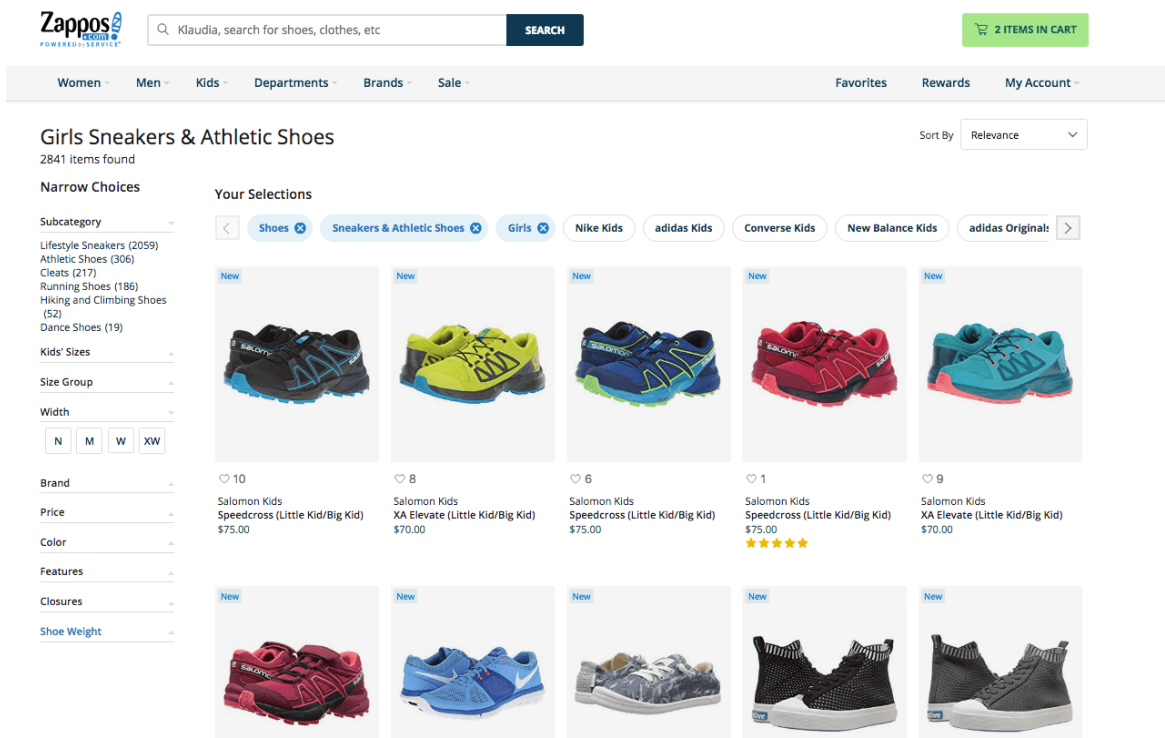 Zappos
.com
POWERED by SERVICE
Klaudia, search for shoes, clothes, etc
SEARCH
2 ITEMS IN CART
Women Men Kids Departments Brands Sale Favorites Rewards My Account
Girls Sneakers & Athletic Shoes
2841 items found
Sort By Relevance
Narrow Choices
Subcategory
Lifestyle Sneakers (2059)
Athletic Shoes (306)
Cleats (217)
Running Shoes (186)
Hiking and Climbing Shoes
(52)
Dance Shoes (19)
Kids' Sizes
Size Group
Width
N M W XW
Brand
Price
Color
Features
Closures
Shoe Weight
Your Selections
Shoes Sneakers & Athletic Shoes Girls Nike Kids adidas Kids Converse Kids New Balance Kids adidas Originals
New New New New New
10 8 6 1 9
Salomon Kids
Speedcross (Little Kid/Big Kid)
$75.00
Salomon Kids
XA Elevate (Little Kid/Big Kid)
$70.00
Salomon Kids
Speedcross (Little Kid/Big Kid)
$75.00
Salomon Kids
Speedcross (Little Kid/Big Kid)
$75.00
Salomon Kids
XA Elevate (Little Kid/Big Kid)
$70.00
New New New New New